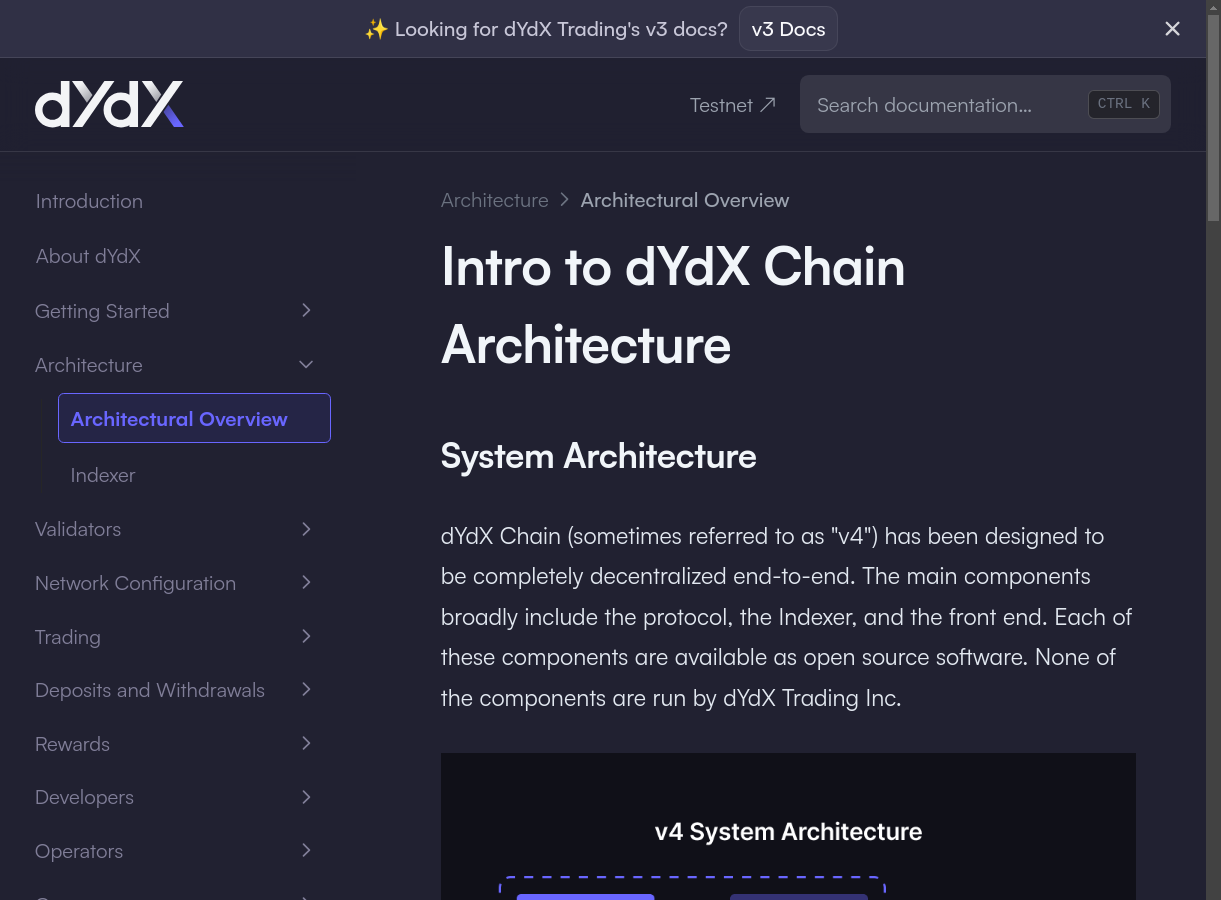 ✨ Looking for dYdX Trading's v3 docs? v3 Docs
dYdX
Testnet
Search documentation…
CTRL K
Introduction
About dYdX
Getting Started
Architecture
Architectural Overview
Indexer
Validators
Network Configuration
Trading
Deposits and Withdrawals
Rewards
Developers
Operators
Architecture > Architectural Overview
Intro to dYdX Chain
Architecture
System Architecture
dYdX Chain (sometimes referred to as "v4") has been designed to
be completely decentralized end-to-end. The main components
broadly include the protocol, the Indexer, and the front end. Each of
these components are available as open source software. None of
the components are run by dYdX Trading Inc.
v4 System Architecture